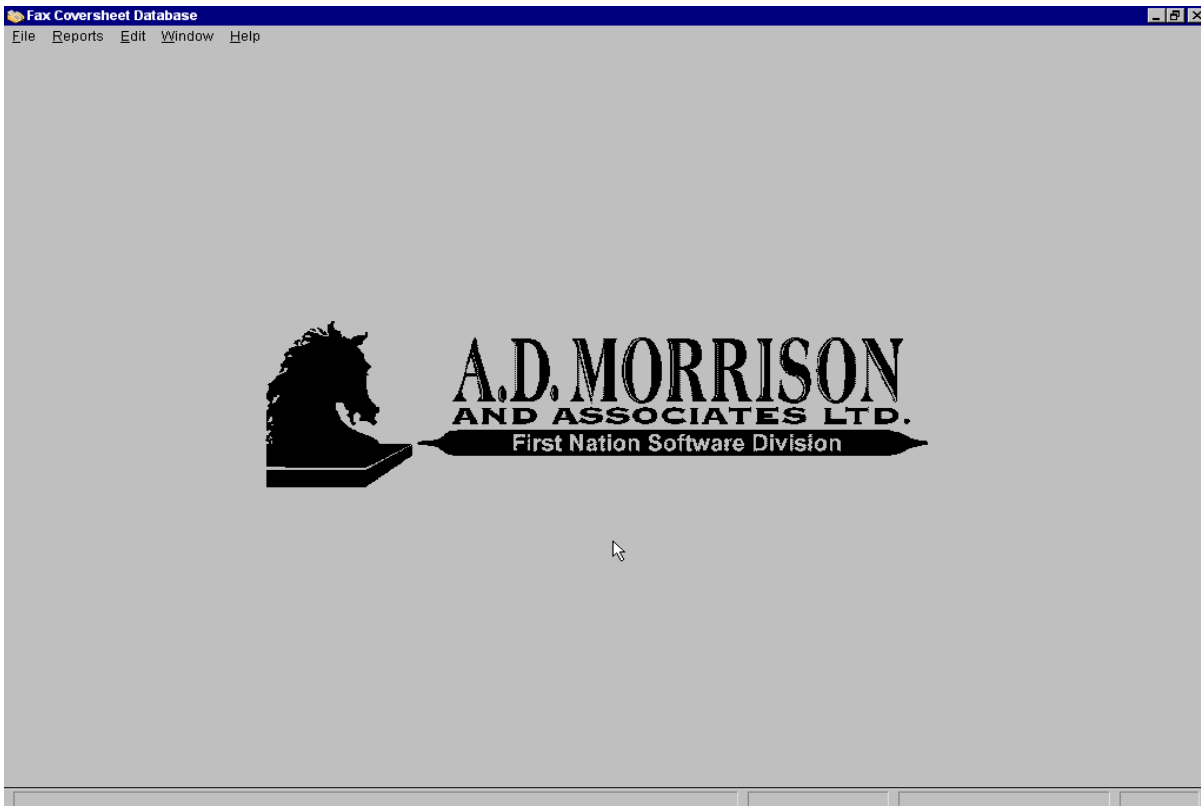 Fax Coversheet Database
File Reports Edit Window Help
A.D. MORRISON
AND ASSOCIATES LTD.
First Nation Software Division